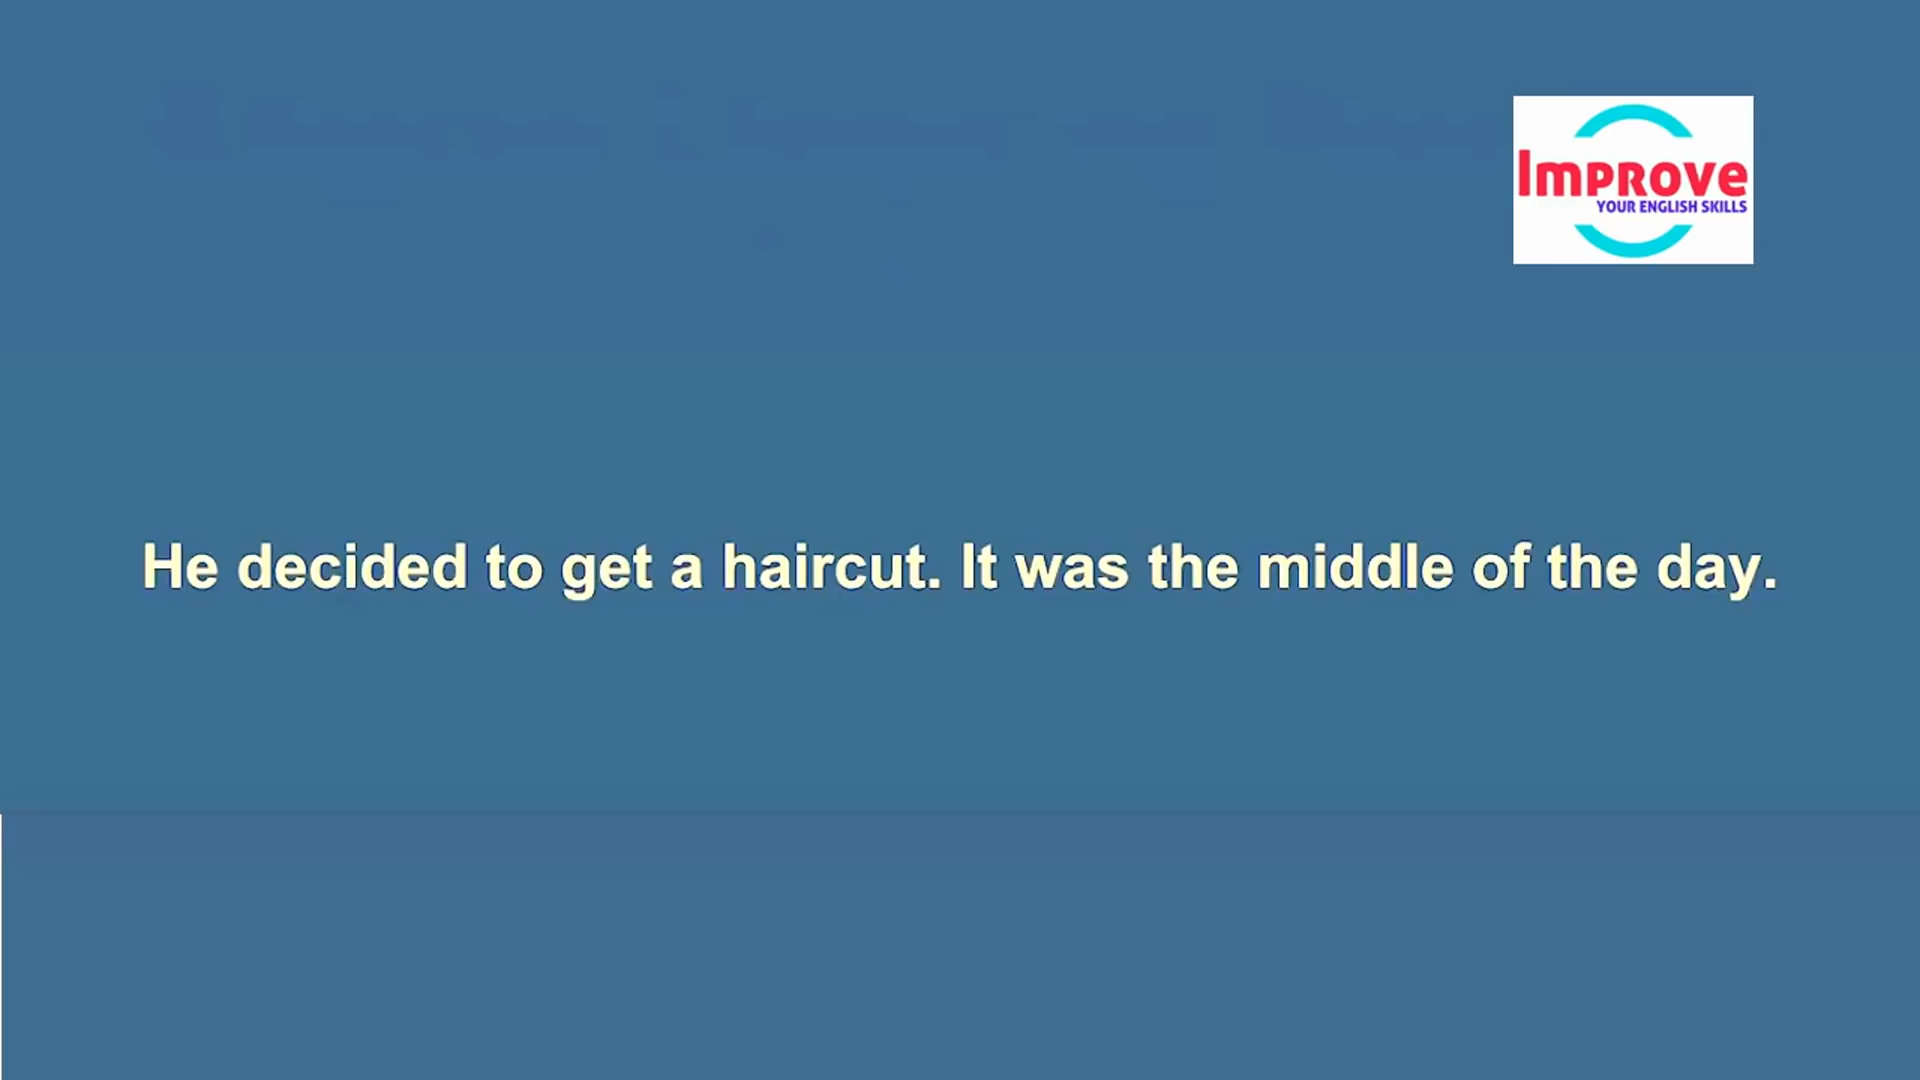 Improve
YOUR ENGLISH SKILLS
He decided to get a haircut. It was the middle of the day.